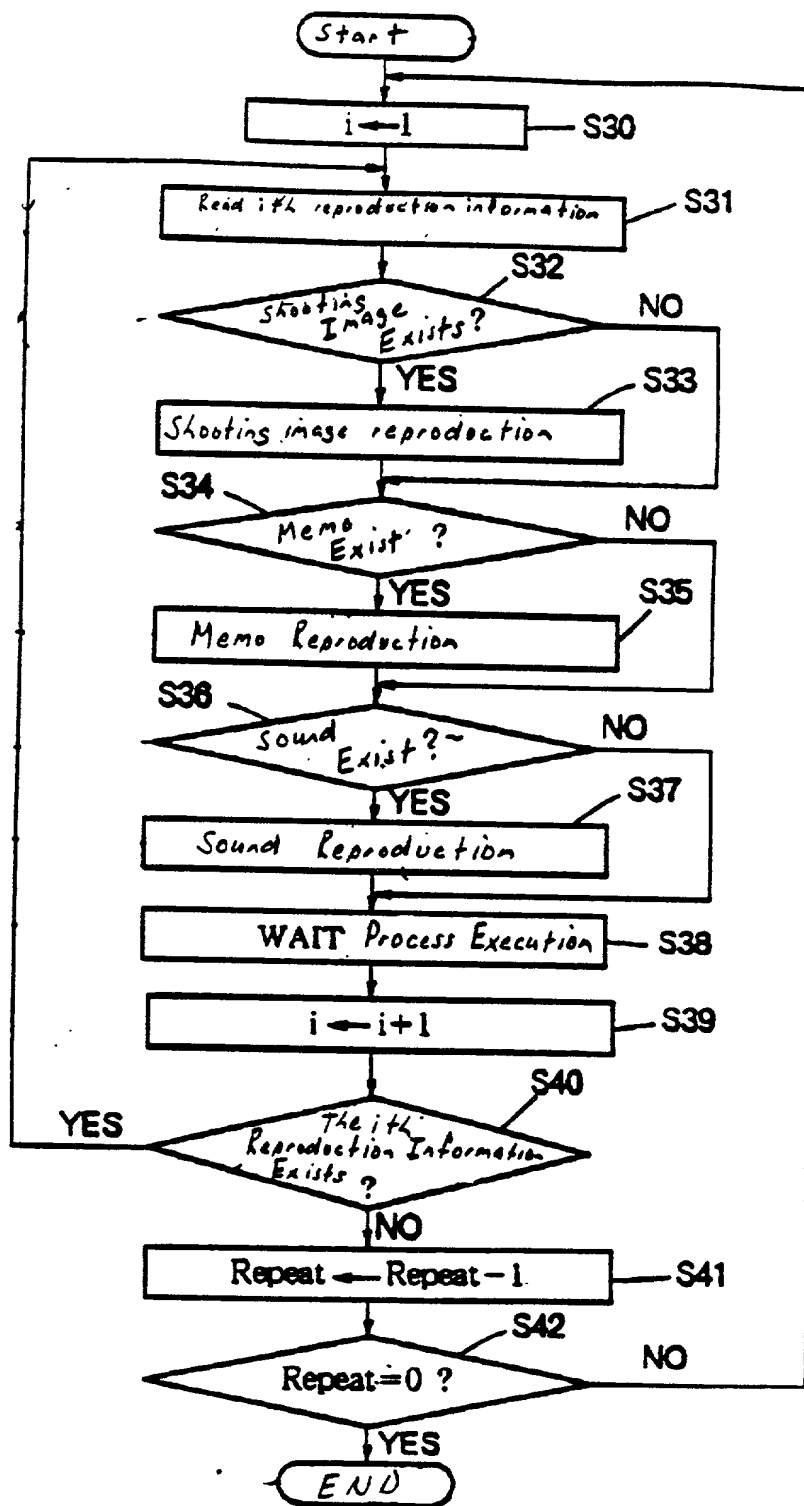 Start
i ← 1
S30
Read ith reproduction information
S31
S32
Shooting
Image
Exists?
NO
YES
S33
Shooting image reproduction
S34
Memo
Exist ?
NO
YES
S35
Memo Reproduction
S36
Sound
Exist?
NO
YES
S37
Sound Reproduction
WAIT Process Execution
S38
i ← i+1
S39
S40
YES
The ith
Reproduction Information
Exists ?
NO
Repeat ← Repeat-1
S41
S42
Repeat=0 ?
NO
YES
END